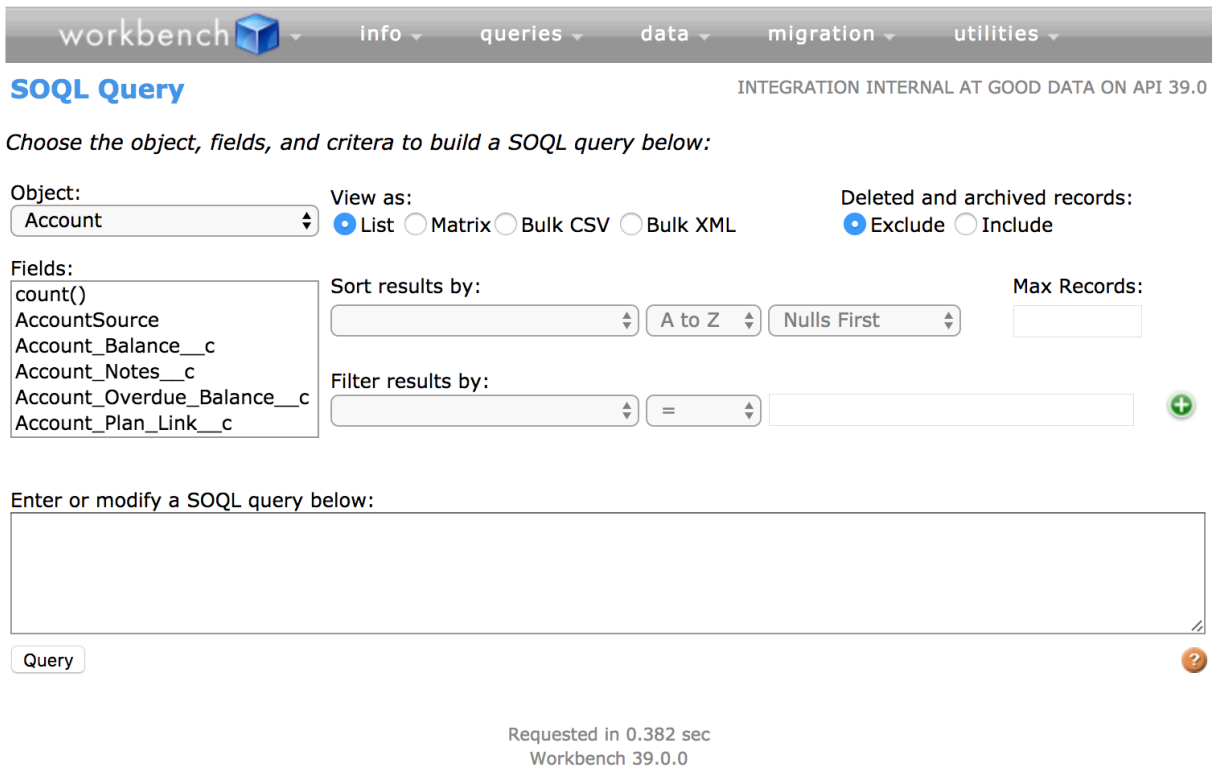 workbench info queries data migration utilities
SOQL Query INTEGRATION INTERNAL AT GOOD DATA ON API 39.0
Choose the object, fields, and critera to build a SOQL query below:
Object: View as: Deleted and archived records:
Account List Matrix Bulk CSV Bulk XML Exclude Include
Fields: Sort results by: Max Records:
count()
AccountSource A to Z Nulls First
Account_Balance__c
Account_Notes__c Filter results by:
Account_Overdue_Balance__c =
Account_Plan_Link__c
Enter or modify a SOQL query below:
Query ?
Requested in 0.382 sec
Workbench 39.0.0